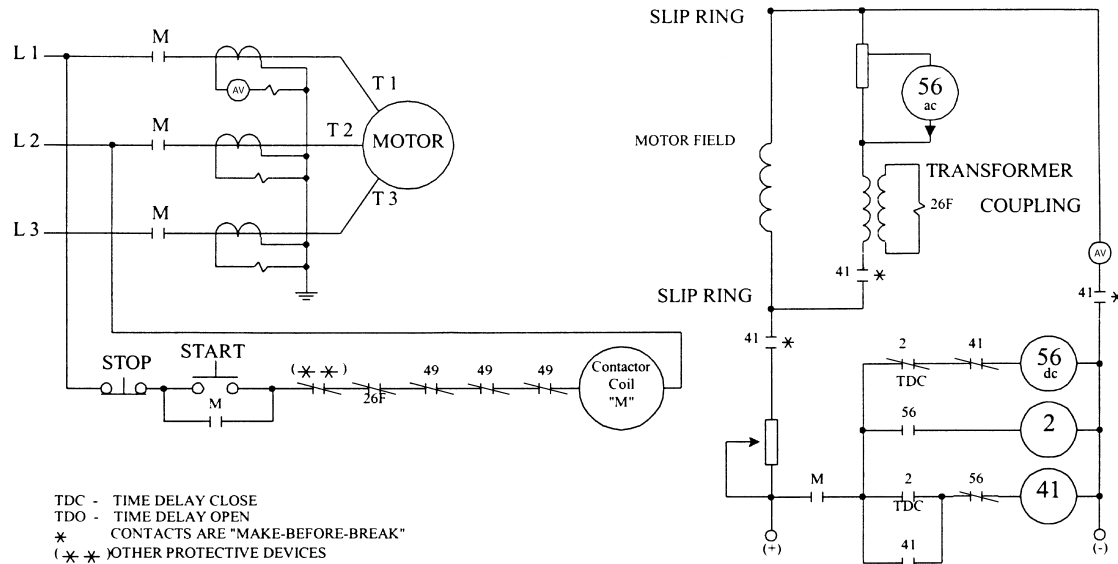 L 1
M
AV
T 1
L 2
M
T 2
MOTOR
T 3
L 3
M
STOP
START
M
(✳ ✳)
26F
49
49
49
Contactor
Coil
"M"
TDC - TIME DELAY CLOSE
TDO - TIME DELAY OPEN
✳ CONTACTS ARE "MAKE-BEFORE-BREAK"
(✳ ✳)OTHER PROTECTIVE DEVICES
SLIP RING
56
ac
MOTOR FIELD
TRANSFORMER
26F COUPLING
AV
41 ✳
41 ✳
SLIP RING
41 ✳
2
TDC
41
56
dc
56
2
M
2
TDC
56
41
41
(+)
(-)